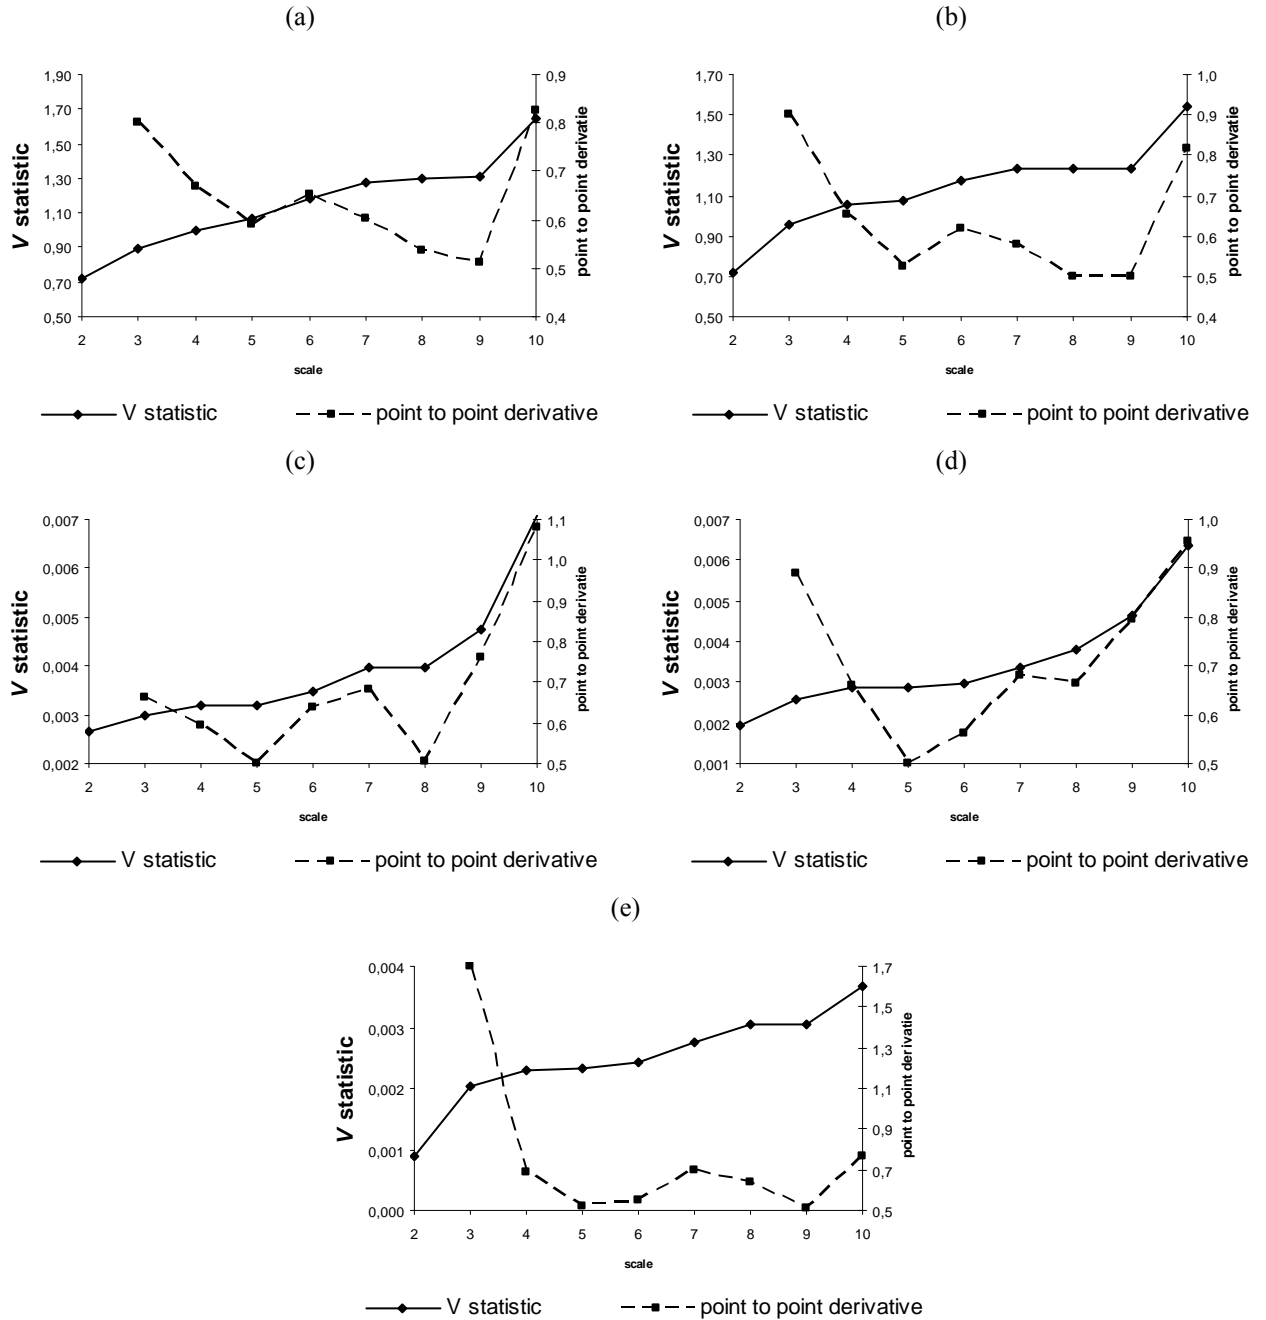 (a)
(b)
1,90
1,70
1,50
1,30
1,10
0,90
0,70
0,50
V statistic
0,9
0,8
0,7
0,6
0,5
0,4
point to point derivatie
2 3 4 5 6 7 8 9 10
scale
V statistic point to point derivative
1,70
1,50
1,30
1,10
0,90
0,70
0,50
V statistic
1,0
0,9
0,8
0,7
0,6
0,5
0,4
point to point derivatie
2 3 4 5 6 7 8 9 10
scale
V statistic point to point derivative
(c)
(d)
0,007
0,006
0,005
0,004
0,003
0,002
V statistic
1,1
1,0
0,9
0,8
0,7
0,6
0,5
point to point derivatie
2 3 4 5 6 7 8 9 10
scale
V statistic point to point derivative
0,007
0,006
0,005
0,004
0,003
0,002
0,001
V statistic
1,0
0,9
0,8
0,7
0,6
0,5
point to point derivatie
2 3 4 5 6 7 8 9 10
scale
V statistic point to point derivative
(e)
0,004
0,003
0,002
0,001
0,000
V statistic
1,7
1,5
1,3
1,1
0,9
0,7
0,5
point to point derivatie
2 3 4 5 6 7 8 9 10
scale
V statistic point to point derivative